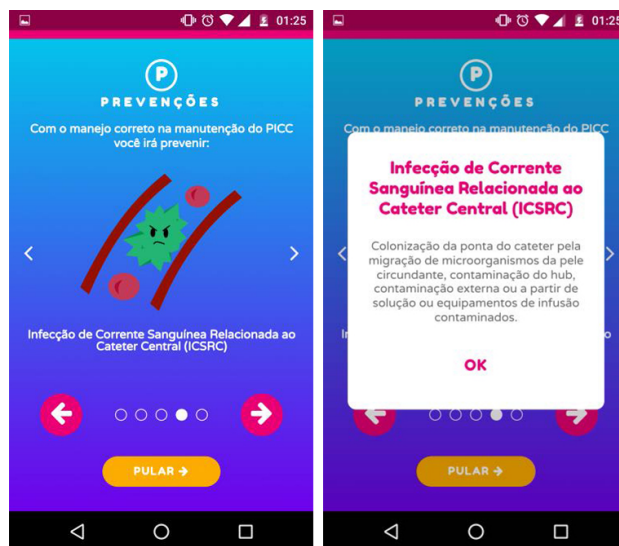 01:25
P
PREVENÇÕES
Com o manejo correto na manutenção do PICC
você irá prevenir:
Infecção de Corrente Sanguínea Relacionada ao
Cateter Central (ICSRC)
PULAR
01:25
P
PREVENÇÕES
Com o manejo correto na manutenção do PICC
Infecção de Corrente
Sanguínea Relacionada ao
Cateter Central (ICSRC)
Colonização da ponta do cateter pela
migração de microorganismos da pele
circundante, contaminação do hub,
contaminação externa ou a partir de
solução ou equipamentos de infusão
contaminados.
OK
PULAR